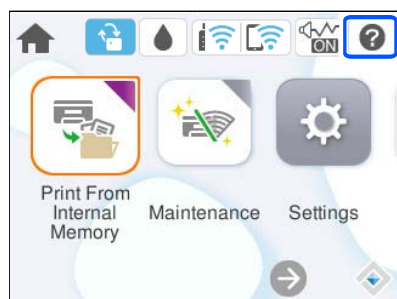 ON
?
Print From
Internal
Memory
Maintenance
Settings